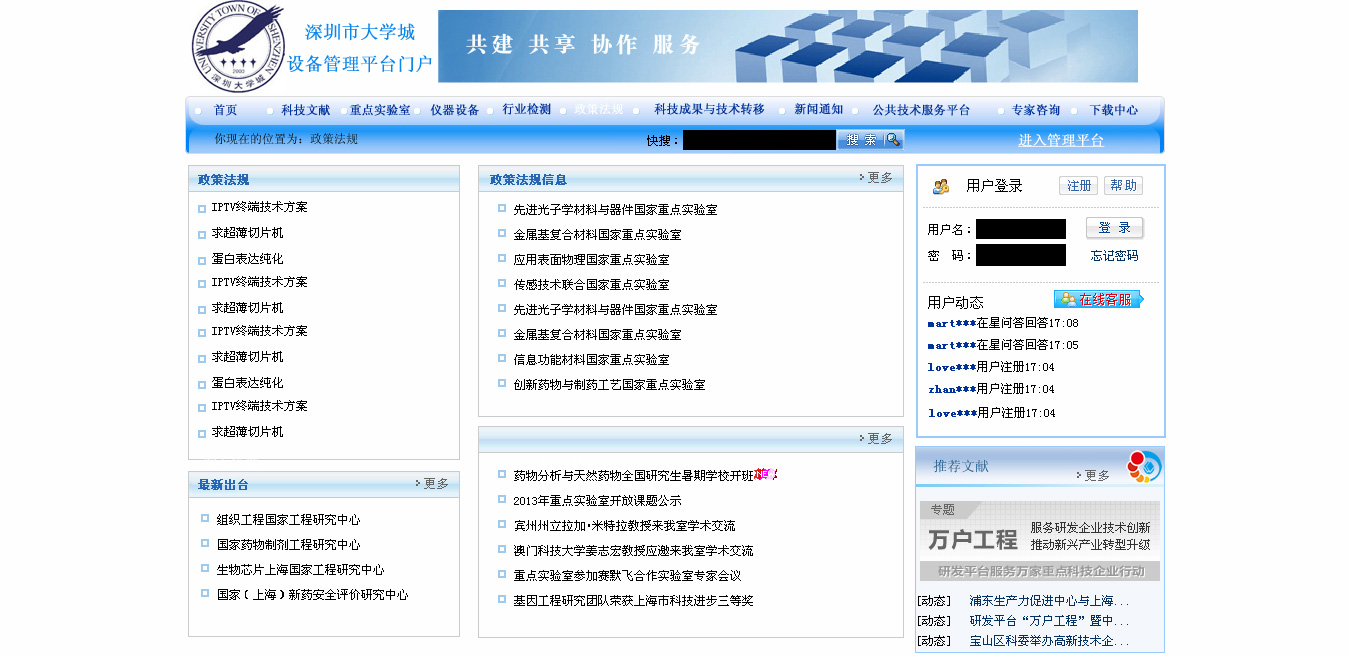 UNIVERSITY TOWN OF SHENZHEN
2000
深圳大学城
深圳市大学城
设备管理平台门户
共建 共享 协作 服务
首页 科技文献 重点实验室 仪器设备 行业检测 政策法规 科技成果与技术转移 新闻通知 公共技术服务平台 专家咨询 下载中心
你现在的位置为：政策法规
快搜：
搜 索
进入管理平台
政策法规
IPTV终端技术方案
求超薄切片机
蛋白表达纯化
IPTV终端技术方案
求超薄切片机
IPTV终端技术方案
求超薄切片机
蛋白表达纯化
IPTV终端技术方案
求超薄切片机
最新出台
更多
组织工程国家工程研究中心
国家药物制剂工程研究中心
生物芯片上海国家工程研究中心
国家（上海）新药安全评价研究中心
政策法规信息
更多
先进光子学材料与器件国家重点实验室
金属基复合材料国家重点实验室
应用表面物理国家重点实验室
传感技术联合国家重点实验室
先进光子学材料与器件国家重点实验室
金属基复合材料国家重点实验室
信息功能材料国家重点实验室
创新药物与制药工艺国家重点实验室
更多
药物分析与天然药物全国研究生暑期学校开班
2013年重点实验室开放课题公示
宾州州立拉加·米特拉教授来我室学术交流
澳门科技大学姜志宏教授应邀来我室学术交流
重点实验室参加赛默飞合作实验室专家会议
基因工程研究团队荣获上海市科技进步三等奖
用户登录
注册
帮助
用户名：
登 录
密 码：
忘记密码
用户动态
在线客服
mart***在星问答回答17:08
mart***在星问答回答17:05
love***用户注册17:04
zhan***用户注册17:04
love***用户注册17:04
推荐文献
更多
专题
万户工程
服务研发企业技术创新
推动新兴产业转型升级
研发平台服务万家重点科技企业行动
[动态] 浦东生产力促进中心与上海...
[动态] 研发平台“万户工程”暨中...
[动态] 宝山区科委举办高新技术企...